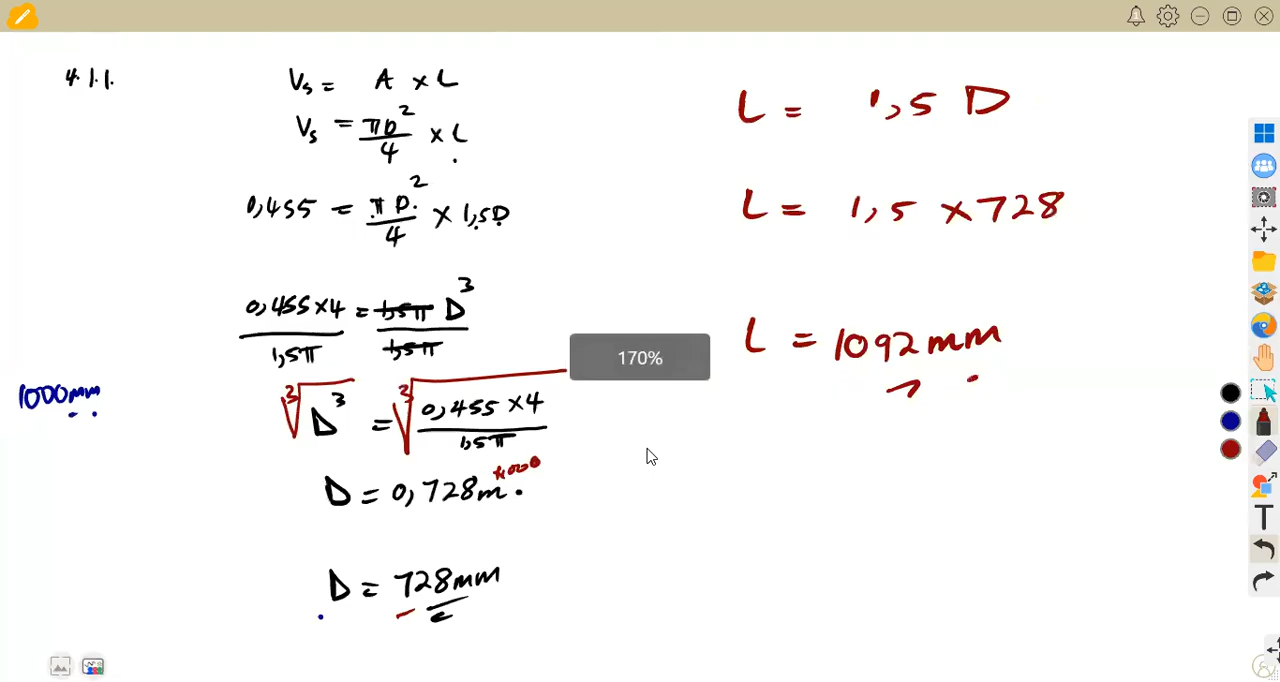 4.1.1.
Vs = A × L
Vs = πD²/4 × L
0,455 = πD²/4 × 1,5D
0,455×4/1,5π = 1,5π D³/1,5π
1000mm
³√D³ = ³√0,455×4/1,5π
D = 0,728m ×1000
D = 728mm
L = 1,5 D
L = 1,5 × 728
L = 1092mm
170%
T